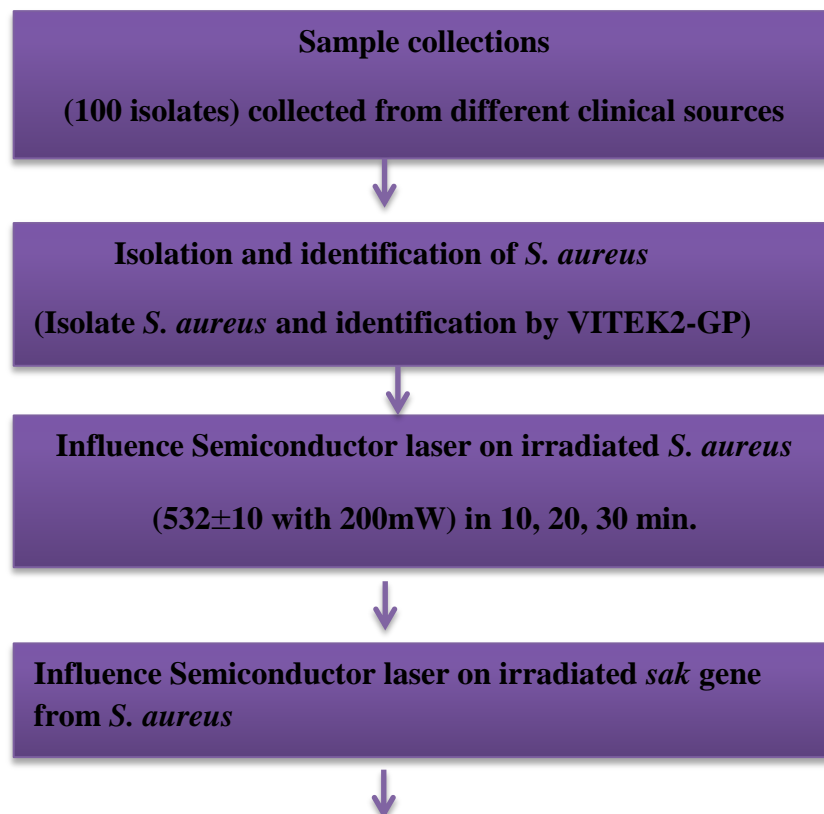 Sample collections
(100 isolates) collected from different clinical sources
Isolation and identification of S. aureus
(Isolate S. aureus and identification by VITEK2-GP)
Influence Semiconductor laser on irradiated S. aureus
(532±10 with 200mW) in 10, 20, 30 min.
Influence Semiconductor laser on irradiated sak gene
from S. aureus